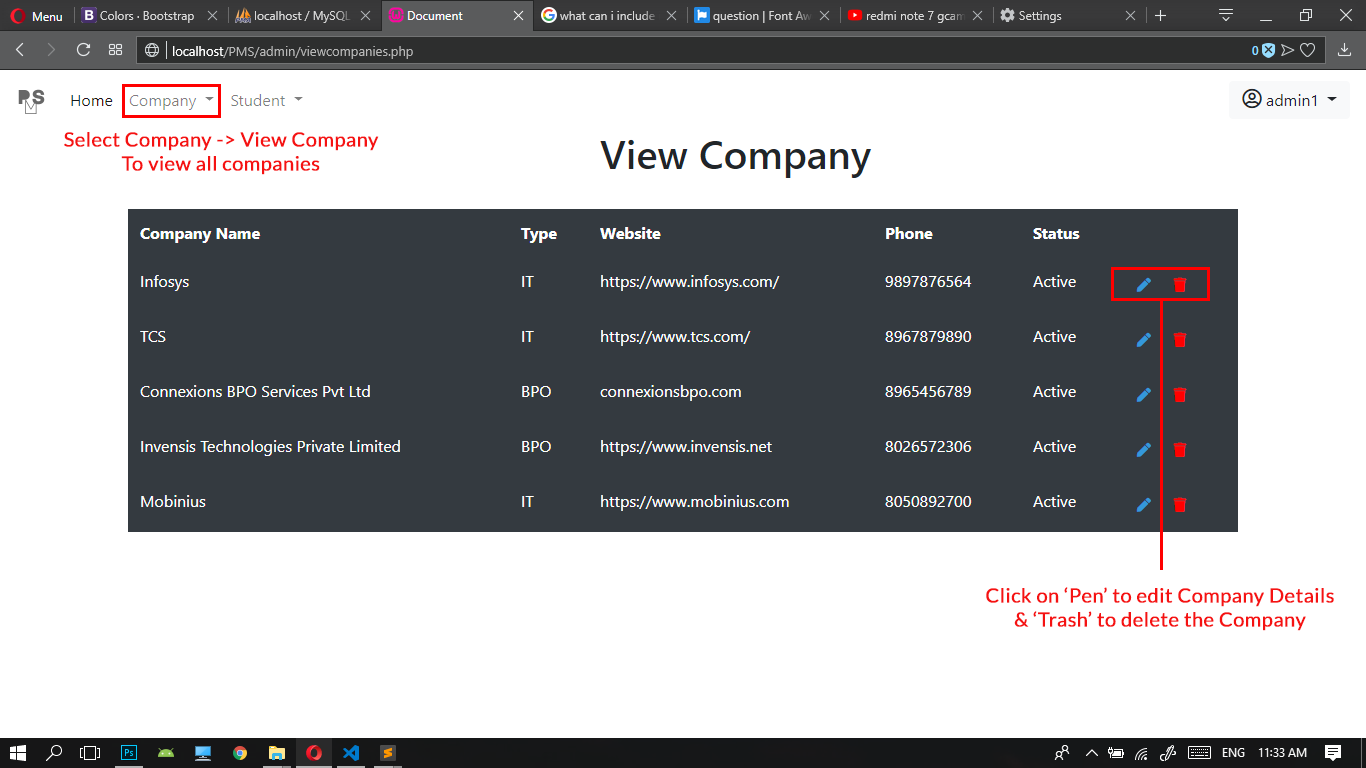 Menu
Colors · Bootstrap
localhost / MySQL
Document
what can i include
question | Font Aw
redmi note 7 gcam
Settings
localhost/PMS/admin/viewcompanies.php
0
PMS
Home
Company
Student
admin1
Select Company -> View Company
To view all companies
View Company
Company Name Type Website Phone Status
Infosys IT https://www.infosys.com/ 9897876564 Active
TCS IT https://www.tcs.com/ 8967879890 Active
Connexions BPO Services Pvt Ltd BPO connexionsbpo.com 8965456789 Active
Invensis Technologies Private Limited BPO https://www.invensis.net 8026572306 Active
Mobinius IT https://www.mobinius.com 8050892700 Active
Click on ‘Pen’ to edit Company Details
& ‘Trash’ to delete the Company
Ps
ENG
11:33 AM